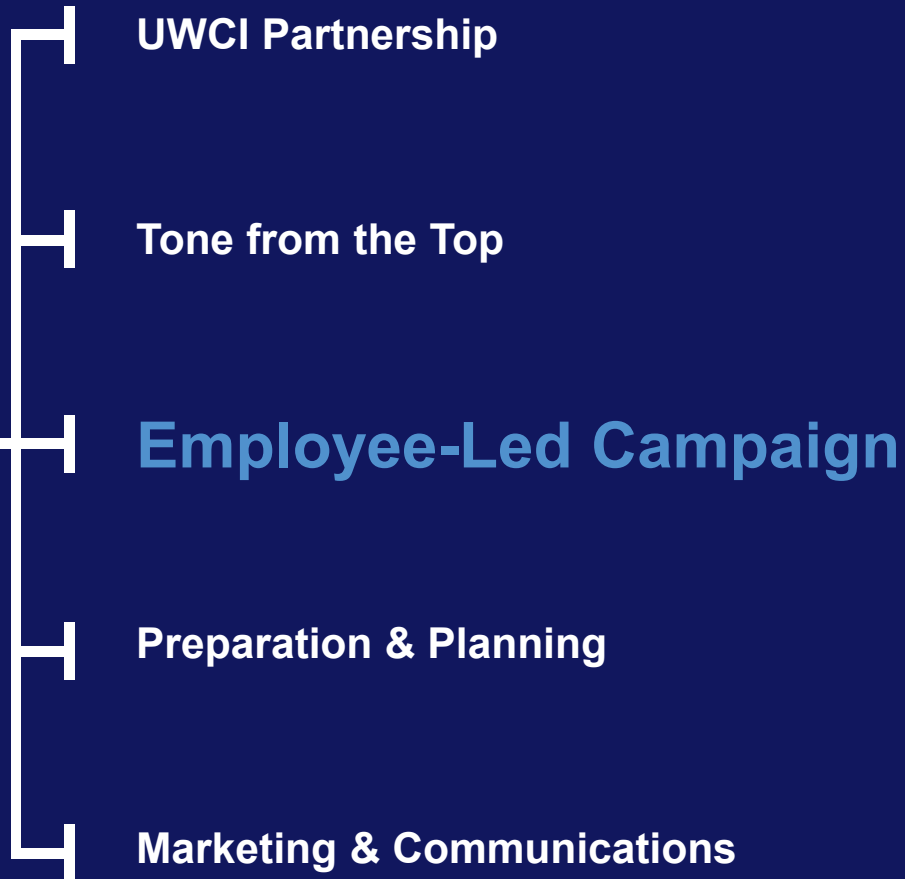 UWCI Partnership
Tone from the Top
Employee-Led Campaign
Preparation & Planning
Marketing & Communications